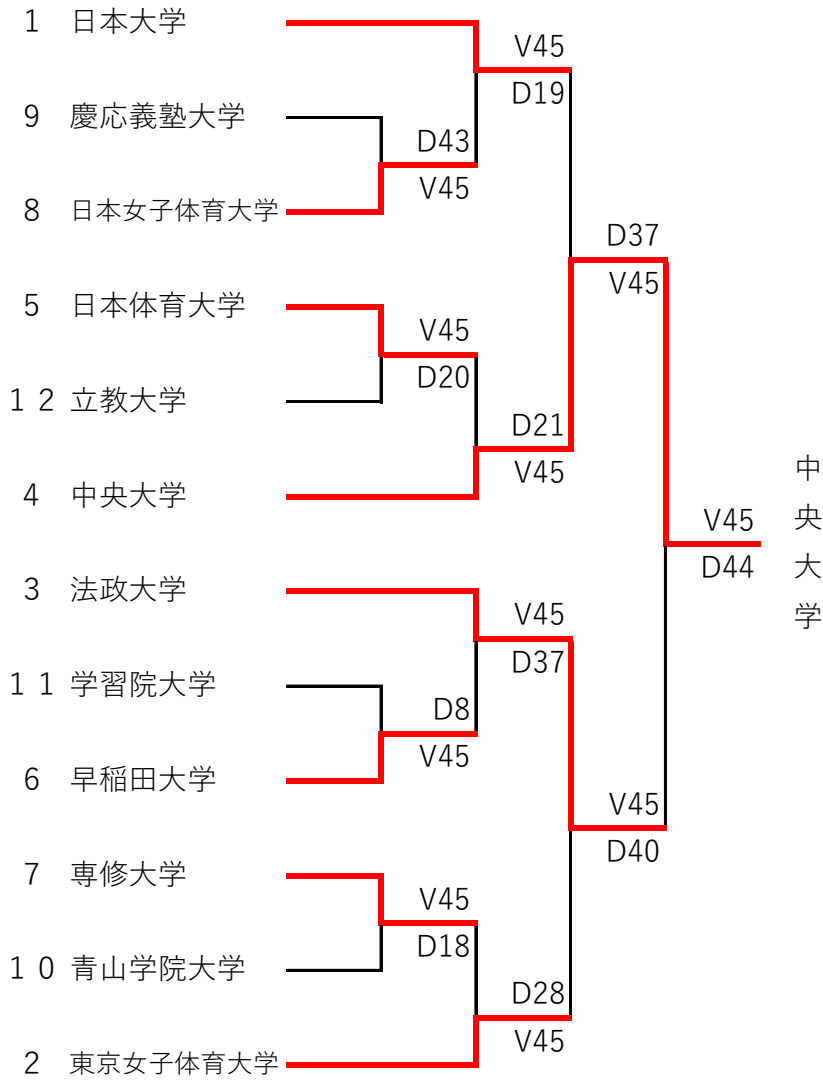 1 日本大学
V45
D19
9 慶応義塾大学
D43
V45
8 日本女子体育大学
D37
V45
5 日本体育大学
V45
D20
12 立教大学
D21
V45
4 中央大学
中央大学
V45
D44
3 法政大学
V45
D37
11 学習院大学
D8
V45
6 早稲田大学
V45
D40
7 専修大学
V45
D18
10 青山学院大学
D28
V45
2 東京女子体育大学